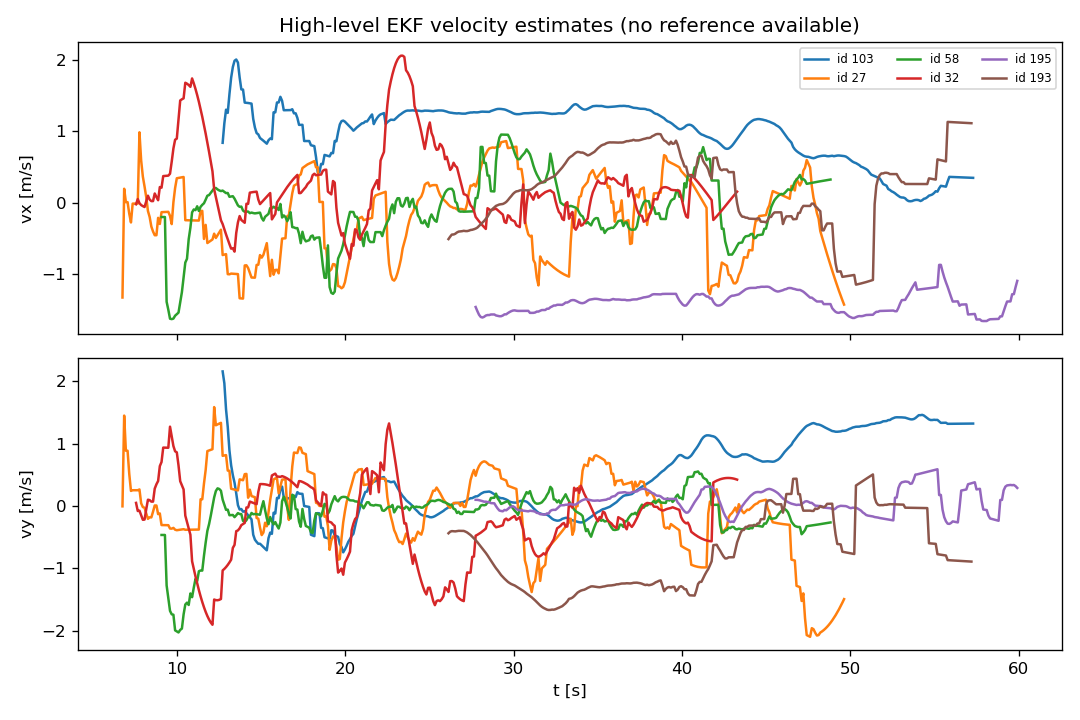 High-level EKF velocity estimates (no reference available)
id 103 id 58 id 195
id 27 id 32 id 193
vx [m/s]
2
1
0
−1
vy [m/s]
2
1
0
−1
−2
10 20 30 40 50 60
t [s]